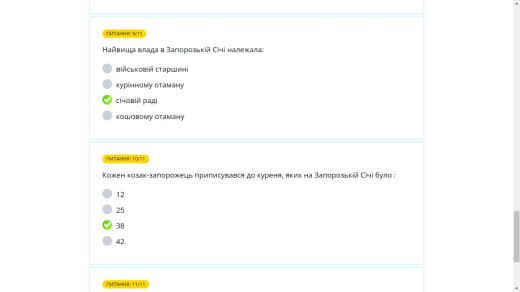 ПИТАННЯ: 9/11
Найвища влада в Запорозькій Січі належала:
військовій старшині
курінному отаману
січовій раді
кошовому отаману
ПИТАННЯ: 10/11
Кожен козак-запорожець приписувався до куреня, яких на Запорозькій Січі було :
12
25
38
42
ПИТАННЯ: 11/11